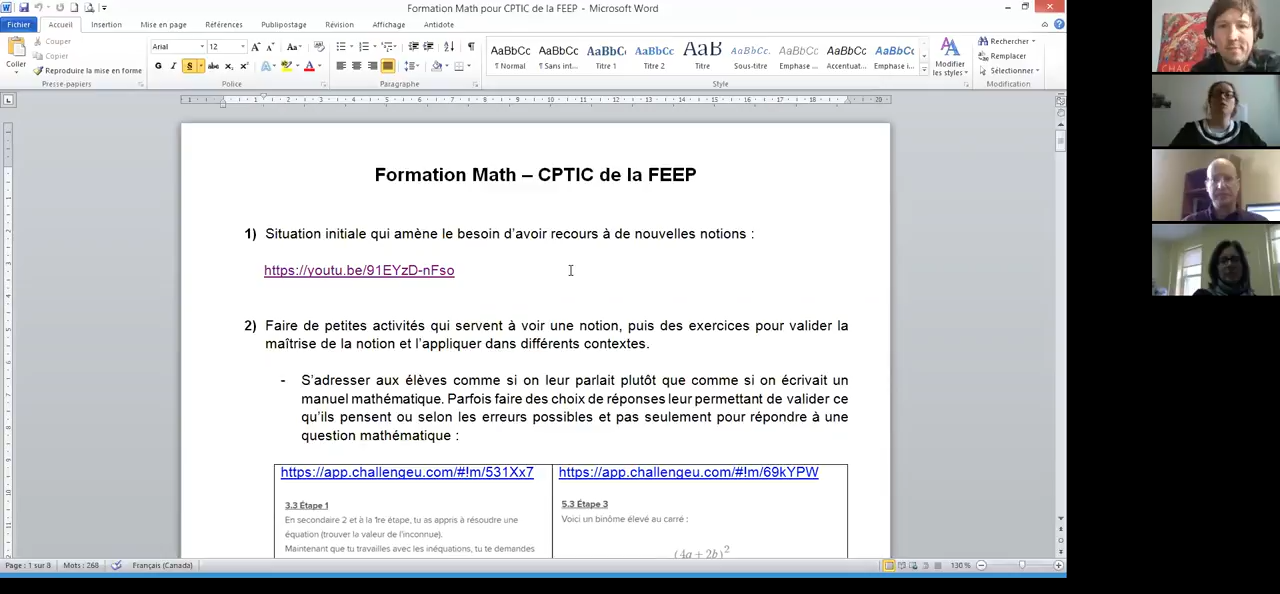 Formation Math pour CPTIC de la FEEP - Microsoft Word
Fichier Accueil Insertion Mise en page Références Publipostage Révision Affichage Antidote
Couper
Copier
Coller
Reproduire la mise en forme
Presse-papiers
Arial 12
Police
Paragraphe
AaBbCc AaBbCc AaBbCc AaBbCc AaB AaBbCc. AaBbCc AaBbCc AaBbCc.
¶ Normal ¶ Sans int... Titre 1 Titre 2 Titre Sous-titre Emphase ... Accentuat... Emphase i...
Style
Modifier
les styles
Rechercher
Remplacer
Sélectionner
Modification
Formation Math – CPTIC de la FEEP
1) Situation initiale qui amène le besoin d’avoir recours à de nouvelles notions :
https://youtu.be/91EYzD-nFso
2) Faire de petites activités qui servent à voir une notion, puis des exercices pour valider la
maîtrise de la notion et l’appliquer dans différents contextes.
- S’adresser aux élèves comme si on leur parlait plutôt que comme si on écrivait un
manuel mathématique. Parfois faire des choix de réponses leur permettant de valider ce
qu’ils pensent ou selon les erreurs possibles et pas seulement pour répondre à une
question mathématique :
https://app.challengeu.com/#!m/531Xx7
3.3 Étape 1
En secondaire 2 et à la 1re étape, tu as appris à résoudre une
équation (trouver la valeur de l'inconnue).
Maintenant que tu travailles avec les inéquations, tu te demandes
https://app.challengeu.com/#!m/69kYPW
5.3 Étape 3
Voici un binôme élevé au carré :
(4a + 2b)²
Page : 1 sur 8 Mots : 268 Français (Canada) 130 %